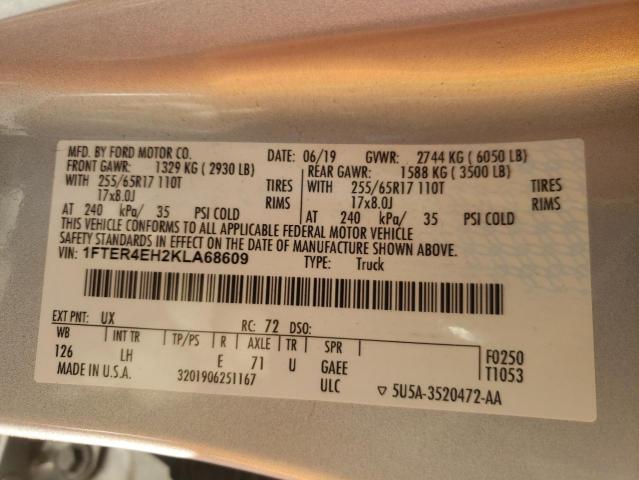 MFD. BY FORD MOTOR CO.
DATE: 06/19 GVWR: 2744 KG ( 6050 LB)
FRONT GAWR: 1329 KG ( 2930 LB)
REAR GAWR: 1588 KG ( 3500 LB)
WITH 255/65R17 110T TIRES
WITH 255/65R17 110T TIRES
17x8.0J RIMS
17x8.0J RIMS
AT 240 kPa/ 35 PSI COLD
AT 240 kPa/ 35 PSI COLD
THIS VEHICLE CONFORMS TO ALL APPLICABLE FEDERAL MOTOR VEHICLE
SAFETY STANDARDS IN EFFECT ON THE DATE OF MANUFACTURE SHOWN ABOVE.
VIN: 1FTER4EH2KLA68609
TYPE: Truck
EXT PNT: UX RC: 72 DSO:
WB INT TR TP/PS R AXLE TR SPR
126 LH E 71 U GAEE
F0250
T1053
MADE IN U.S.A. 3201906251167 ULC ▽ 5U5A-3520472-AA